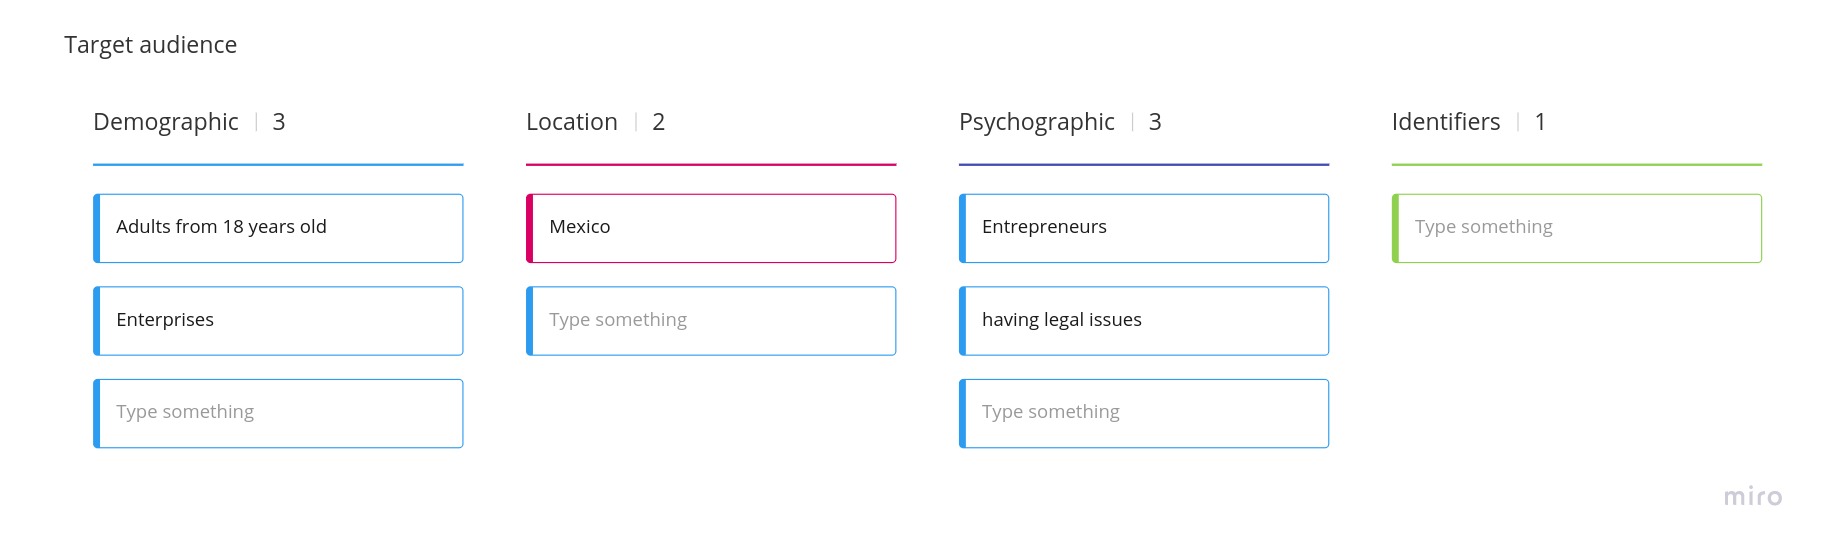 Target audience
Demographic | 3
Adults from 18 years old
Enterprises
Type something
Location | 2
Mexico
Type something
Psychographic | 3
Entrepreneurs
having legal issues
Type something
Identifiers | 1
Type something
miro